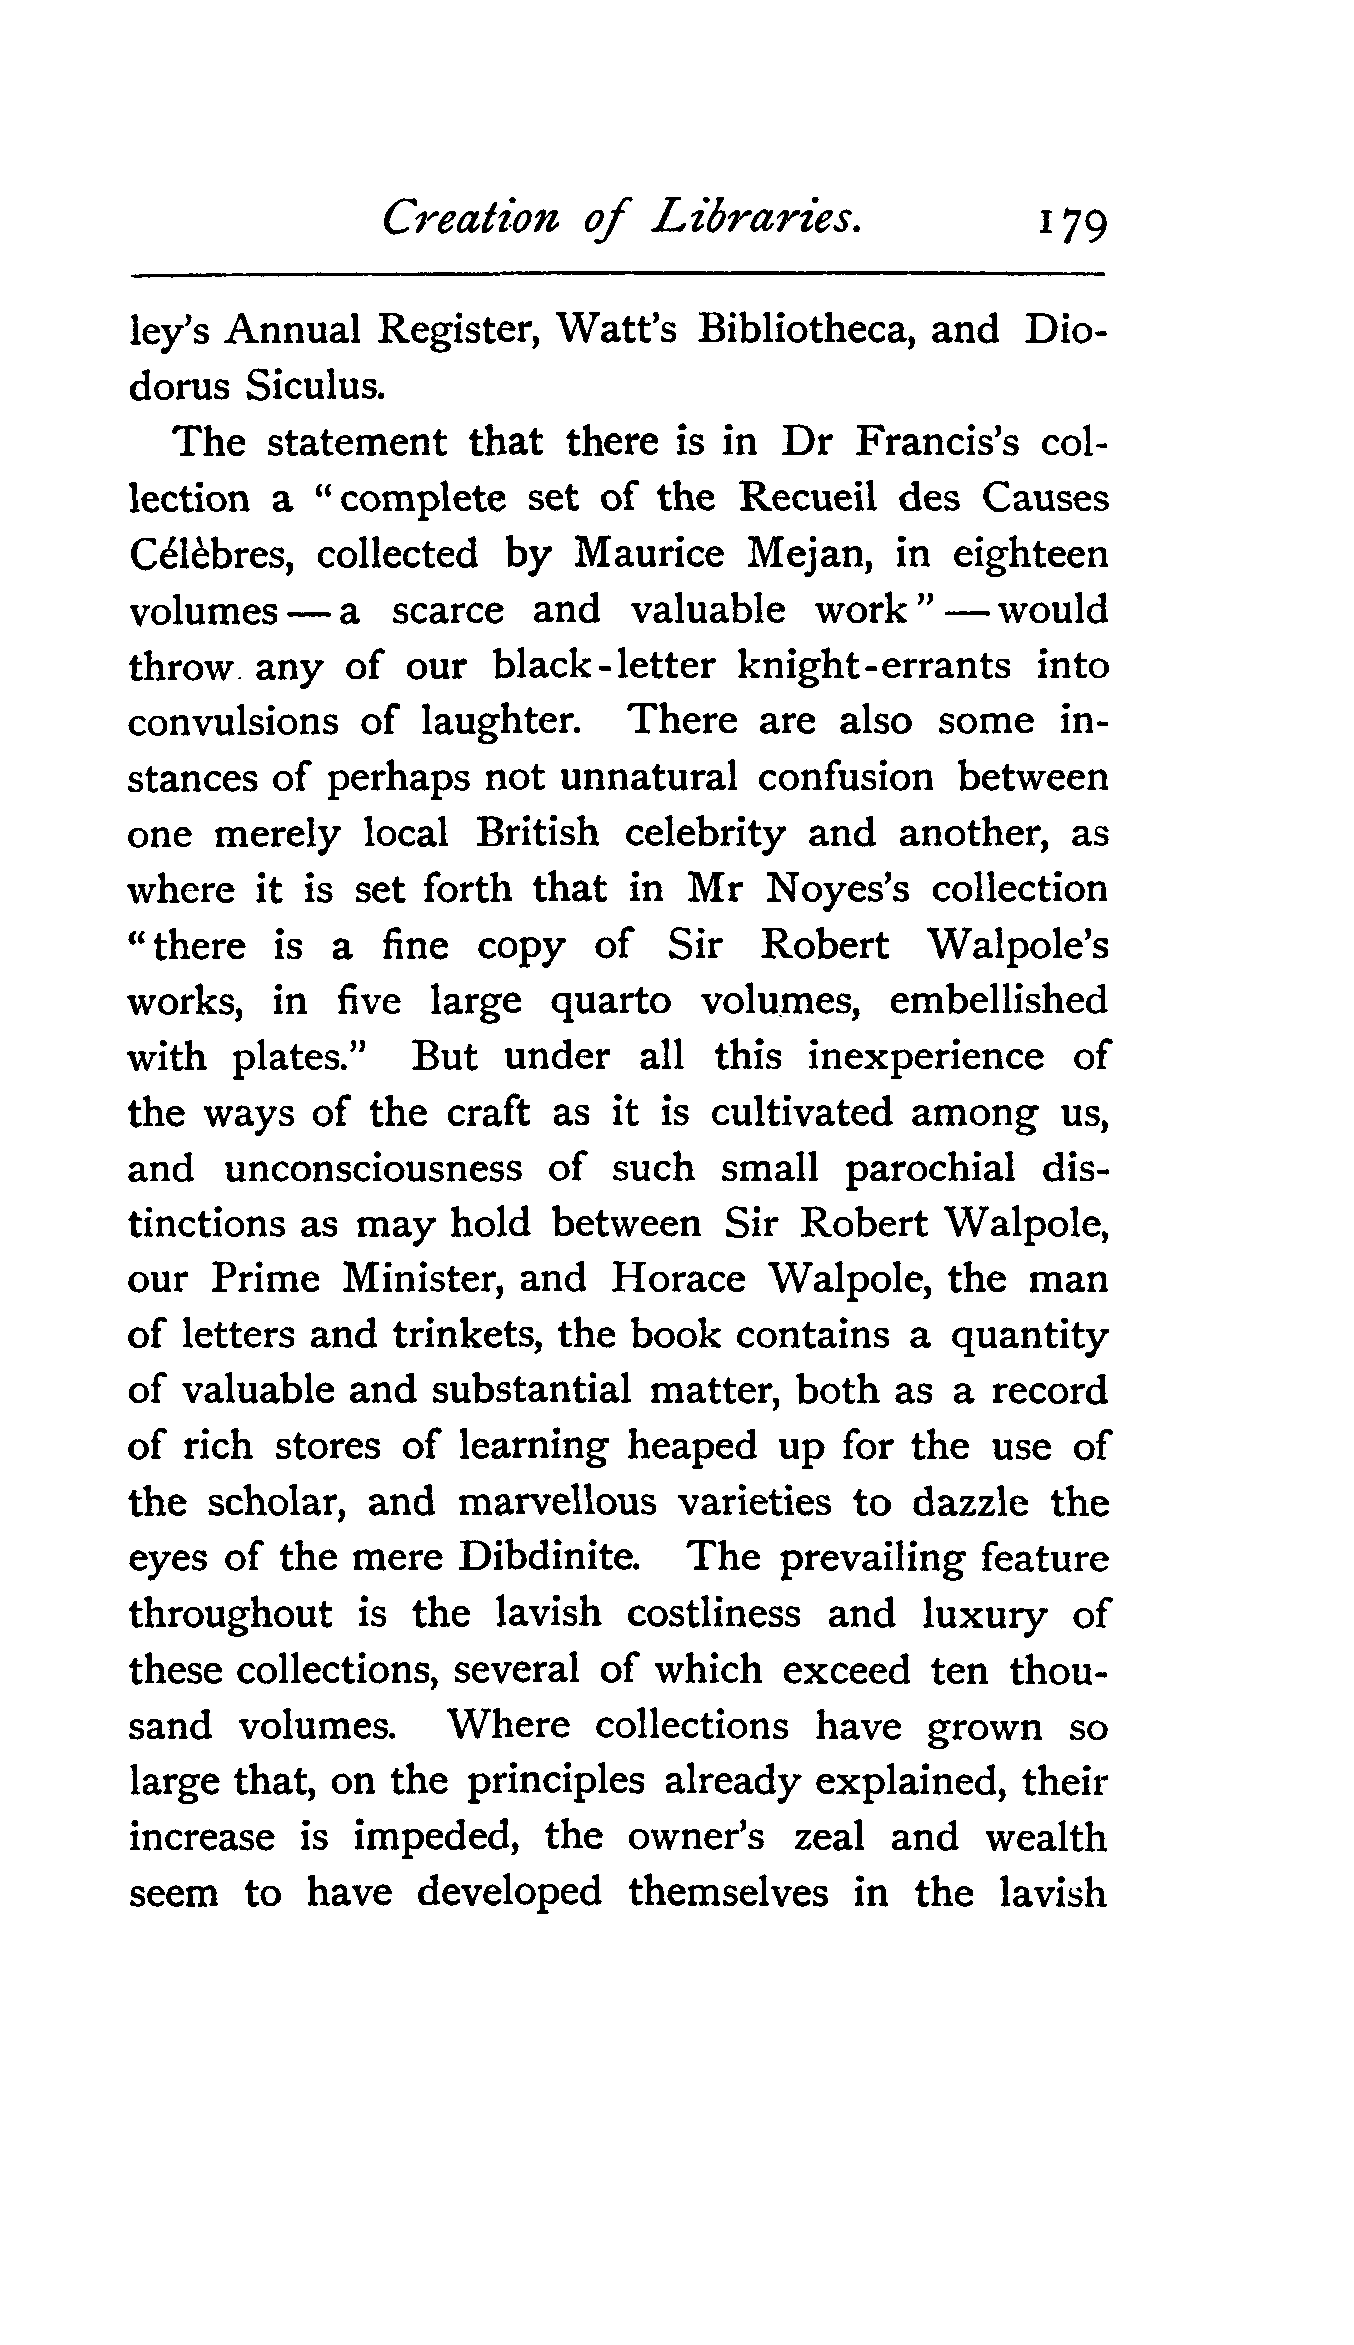 Creation of Libraries. 179
ley's Annual Register, Watt's Bibliotheca, and Dio-
dorus Siculus.
The statement that there is in Dr Francis's col-
lection a "complete set of the Recueil des Causes
Célèbres, collected by Maurice Mejan, in eighteen
volumes — a scarce and valuable work" — would
throw any of our black-letter knight-errants into
convulsions of laughter. There are also some in-
stances of perhaps not unnatural confusion between
one merely local British celebrity and another, as
where it is set forth that in Mr Noyes's collection
"there is a fine copy of Sir Robert Walpole's
works, in five large quarto volumes, embellished
with plates." But under all this inexperience of
the ways of the craft as it is cultivated among us,
and unconsciousness of such small parochial dis-
tinctions as may hold between Sir Robert Walpole,
our Prime Minister, and Horace Walpole, the man
of letters and trinkets, the book contains a quantity
of valuable and substantial matter, both as a record
of rich stores of learning heaped up for the use of
the scholar, and marvellous varieties to dazzle the
eyes of the mere Dibdinite. The prevailing feature
throughout is the lavish costliness and luxury of
these collections, several of which exceed ten thou-
sand volumes. Where collections have grown so
large that, on the principles already explained, their
increase is impeded, the owner's zeal and wealth
seem to have developed themselves in the lavish